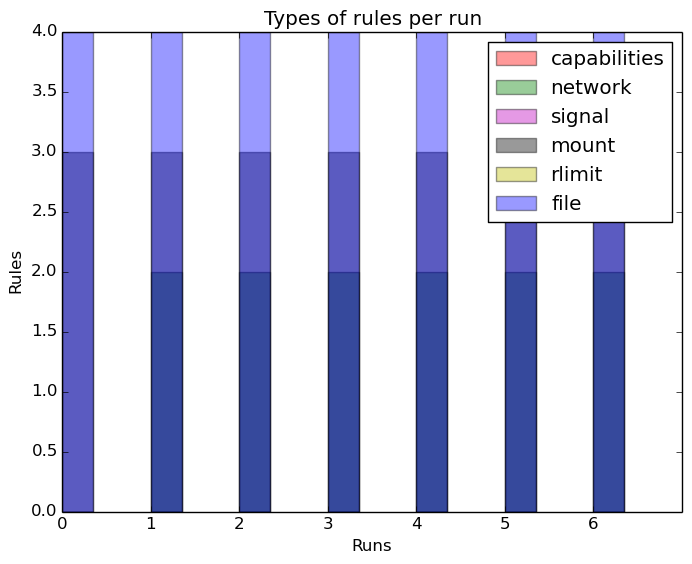 Types of rules per run
4.0
3.5
3.0
2.5
2.0
1.5
1.0
0.5
0.0
Rules
capabilities
network
signal
mount
rlimit
file
0 1 2 3 4 5 6
Runs